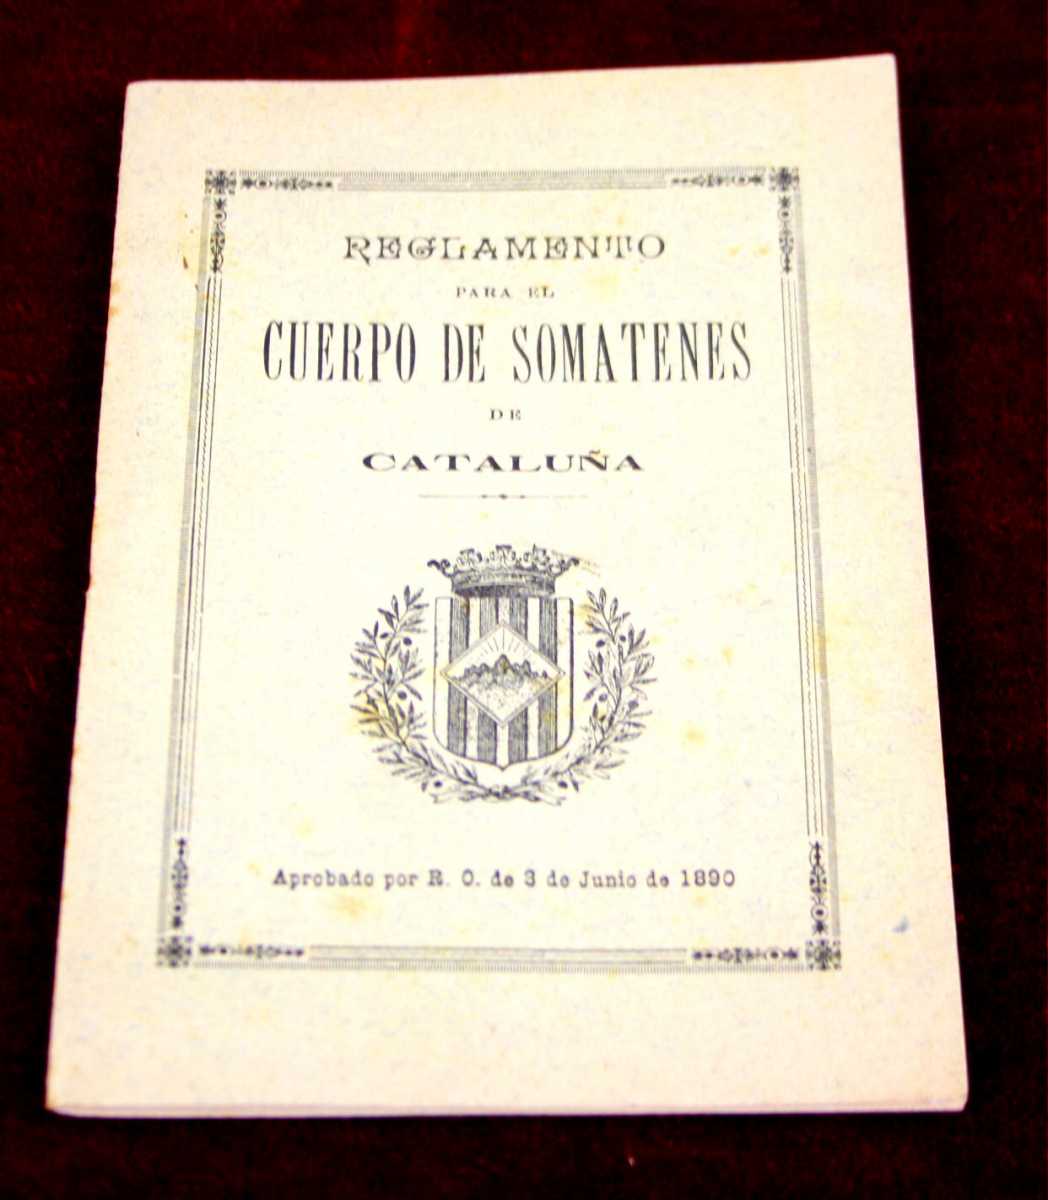 REGLAMENTO
PARA EL
CUERPO DE SOMATENES
DE
CATALUÑA
Aprobado por R. O. de 3 de Junio de 1890